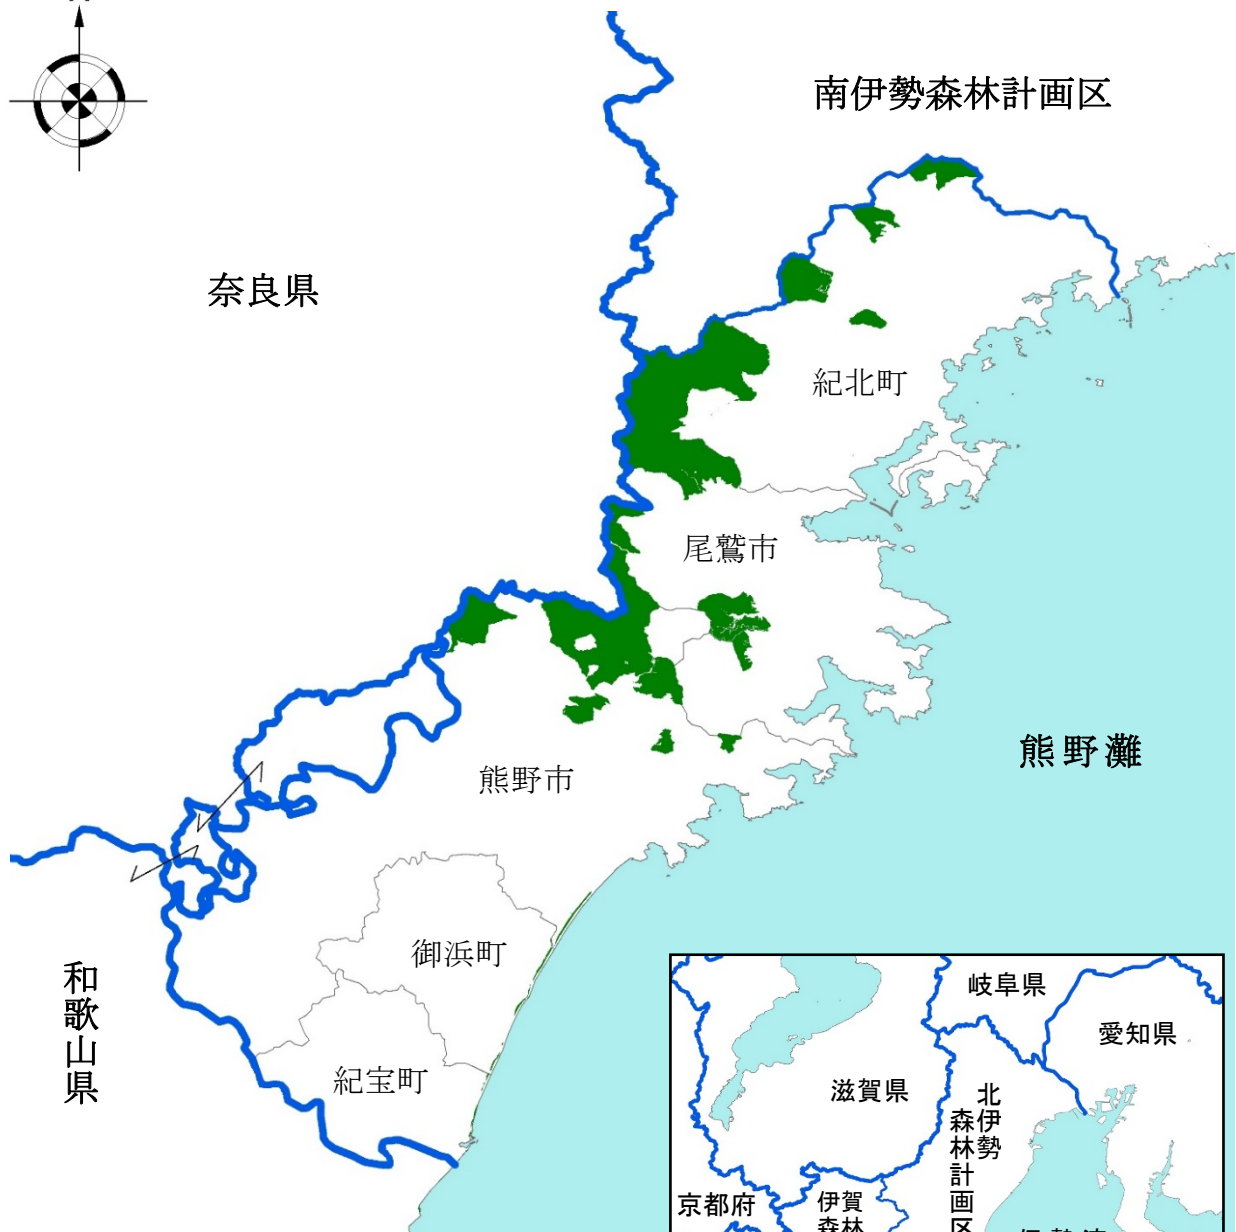 南伊勢森林計画区
奈良県
紀北町
尾鷲市
熊野灘
熊野市
御浜町
和歌山県
紀宝町
岐阜県
愛知県
滋賀県
北伊勢
森林計画区
京都府
伊賀
森林